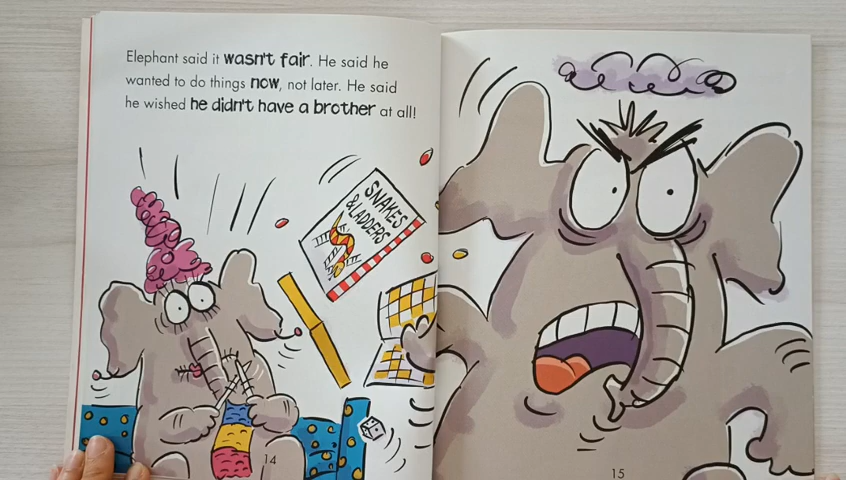 Elephant said it wasn't fair. He said he
wanted to do things now, not later. He said
he wished he didn't have a brother at all!
SNAKES
& LADDERS
14
15